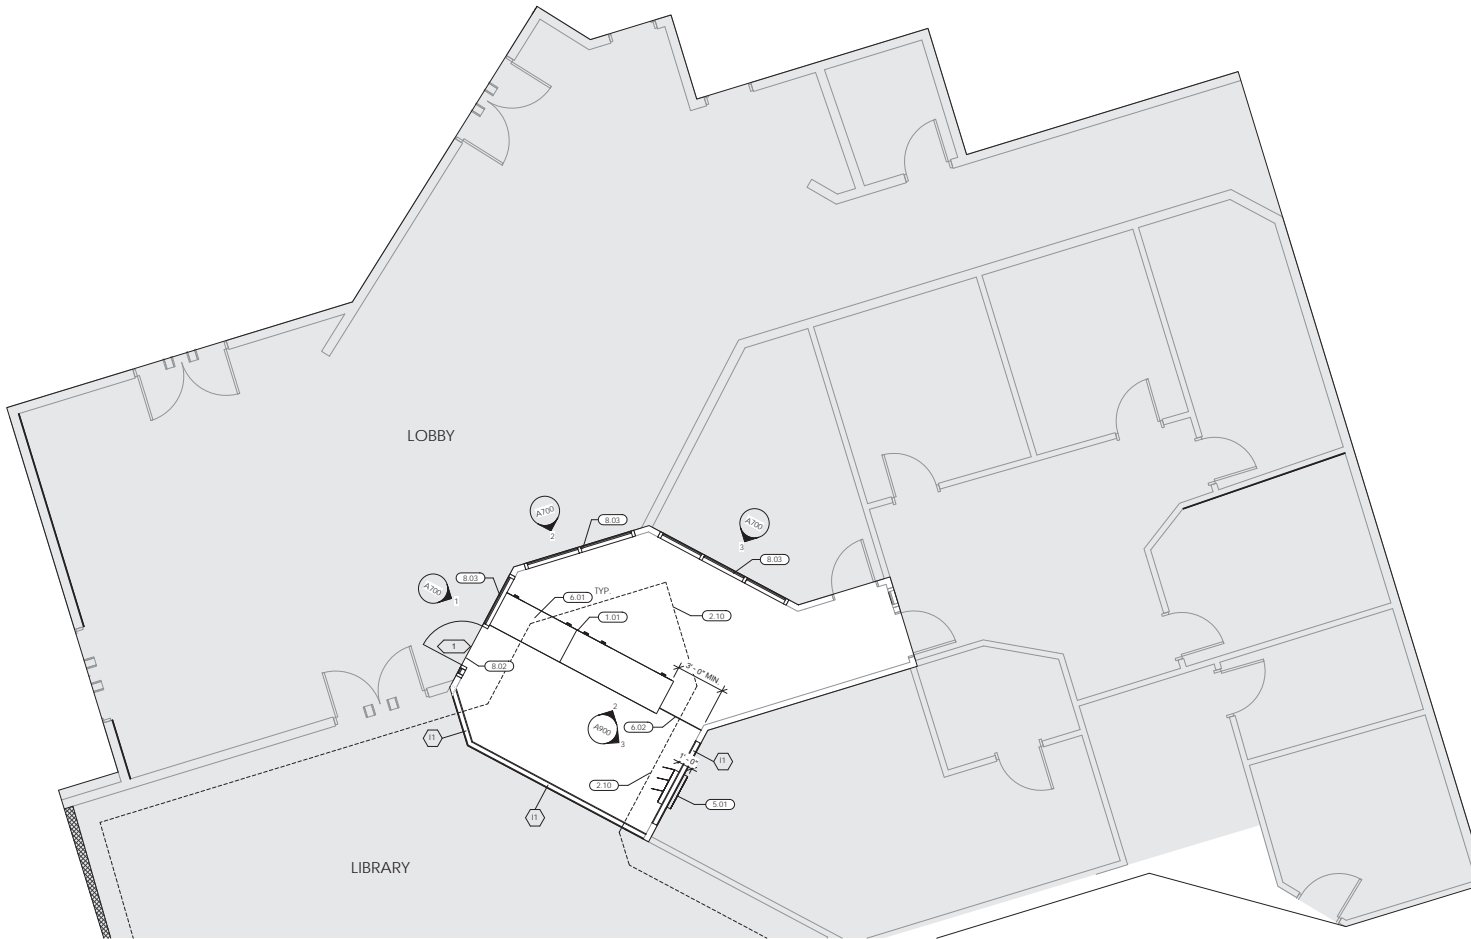 LOBBY
A700
2
8.03
A700
3
8.03
A700
1
8.03
6.01
TYP.
1.01
2.10
1
8.02
3' - 0" MIN.
2
A900
3
6.02
I1
1' - 0"
I1
2.10
5.01
I1
LIBRARY